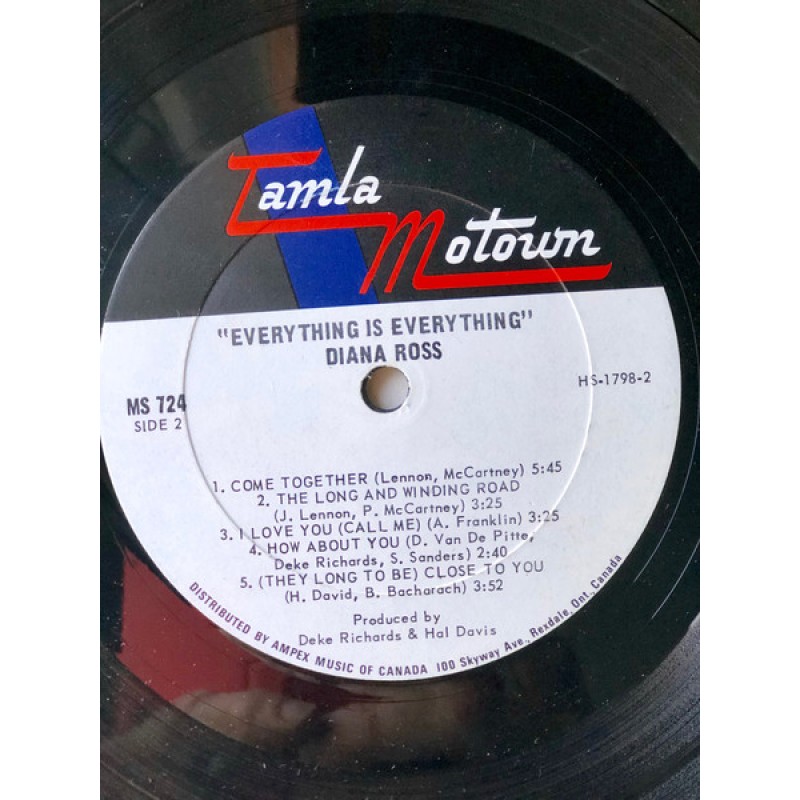 Tamla
Motown
"EVERYTHING IS EVERYTHING"
DIANA ROSS
HS-1798-2
MS 724
SIDE 2
1. COME TOGETHER (Lennon, McCartney) 5:45
2. THE LONG AND WINDING ROAD
(J. Lennon, P. McCartney) 3:25
3. I LOVE YOU (CALL ME) (A. Franklin) 3:25
4. HOW ABOUT YOU (D. Van De Pitte,
Deke Richards, S. Sanders) 2:40
5. (THEY LONG TO BE) CLOSE TO YOU
(H. David, B. Bacharach) 3:52
Produced by
Deke Richards & Hal Davis
DISTRIBUTED BY AMPEX MUSIC OF CANADA 100 Skyway Ave., Rexdale, Ont., Canada